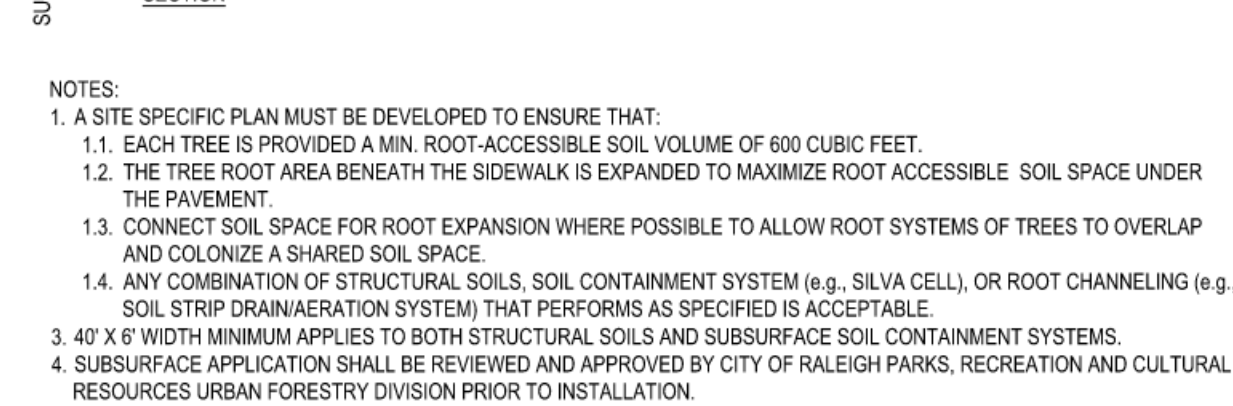 SU
SECTION
NOTES:
1. A SITE SPECIFIC PLAN MUST BE DEVELOPED TO ENSURE THAT:
1.1. EACH TREE IS PROVIDED A MIN. ROOT-ACCESSIBLE SOIL VOLUME OF 600 CUBIC FEET.
1.2. THE TREE ROOT AREA BENEATH THE SIDEWALK IS EXPANDED TO MAXIMIZE ROOT ACCESSIBLE SOIL SPACE UNDER
THE PAVEMENT.
1.3. CONNECT SOIL SPACE FOR ROOT EXPANSION WHERE POSSIBLE TO ALLOW ROOT SYSTEMS OF TREES TO OVERLAP
AND COLONIZE A SHARED SOIL SPACE.
1.4. ANY COMBINATION OF STRUCTURAL SOILS, SOIL CONTAINMENT SYSTEM (e.g., SILVA CELL), OR ROOT CHANNELING (e.g.,
SOIL STRIP DRAIN/AERATION SYSTEM) THAT PERFORMS AS SPECIFIED IS ACCEPTABLE.
3. 40' X 6' WIDTH MINIMUM APPLIES TO BOTH STRUCTURAL SOILS AND SUBSURFACE SOIL CONTAINMENT SYSTEMS.
4. SUBSURFACE APPLICATION SHALL BE REVIEWED AND APPROVED BY CITY OF RALEIGH PARKS, RECREATION AND CULTURAL
RESOURCES URBAN FORESTRY DIVISION PRIOR TO INSTALLATION.